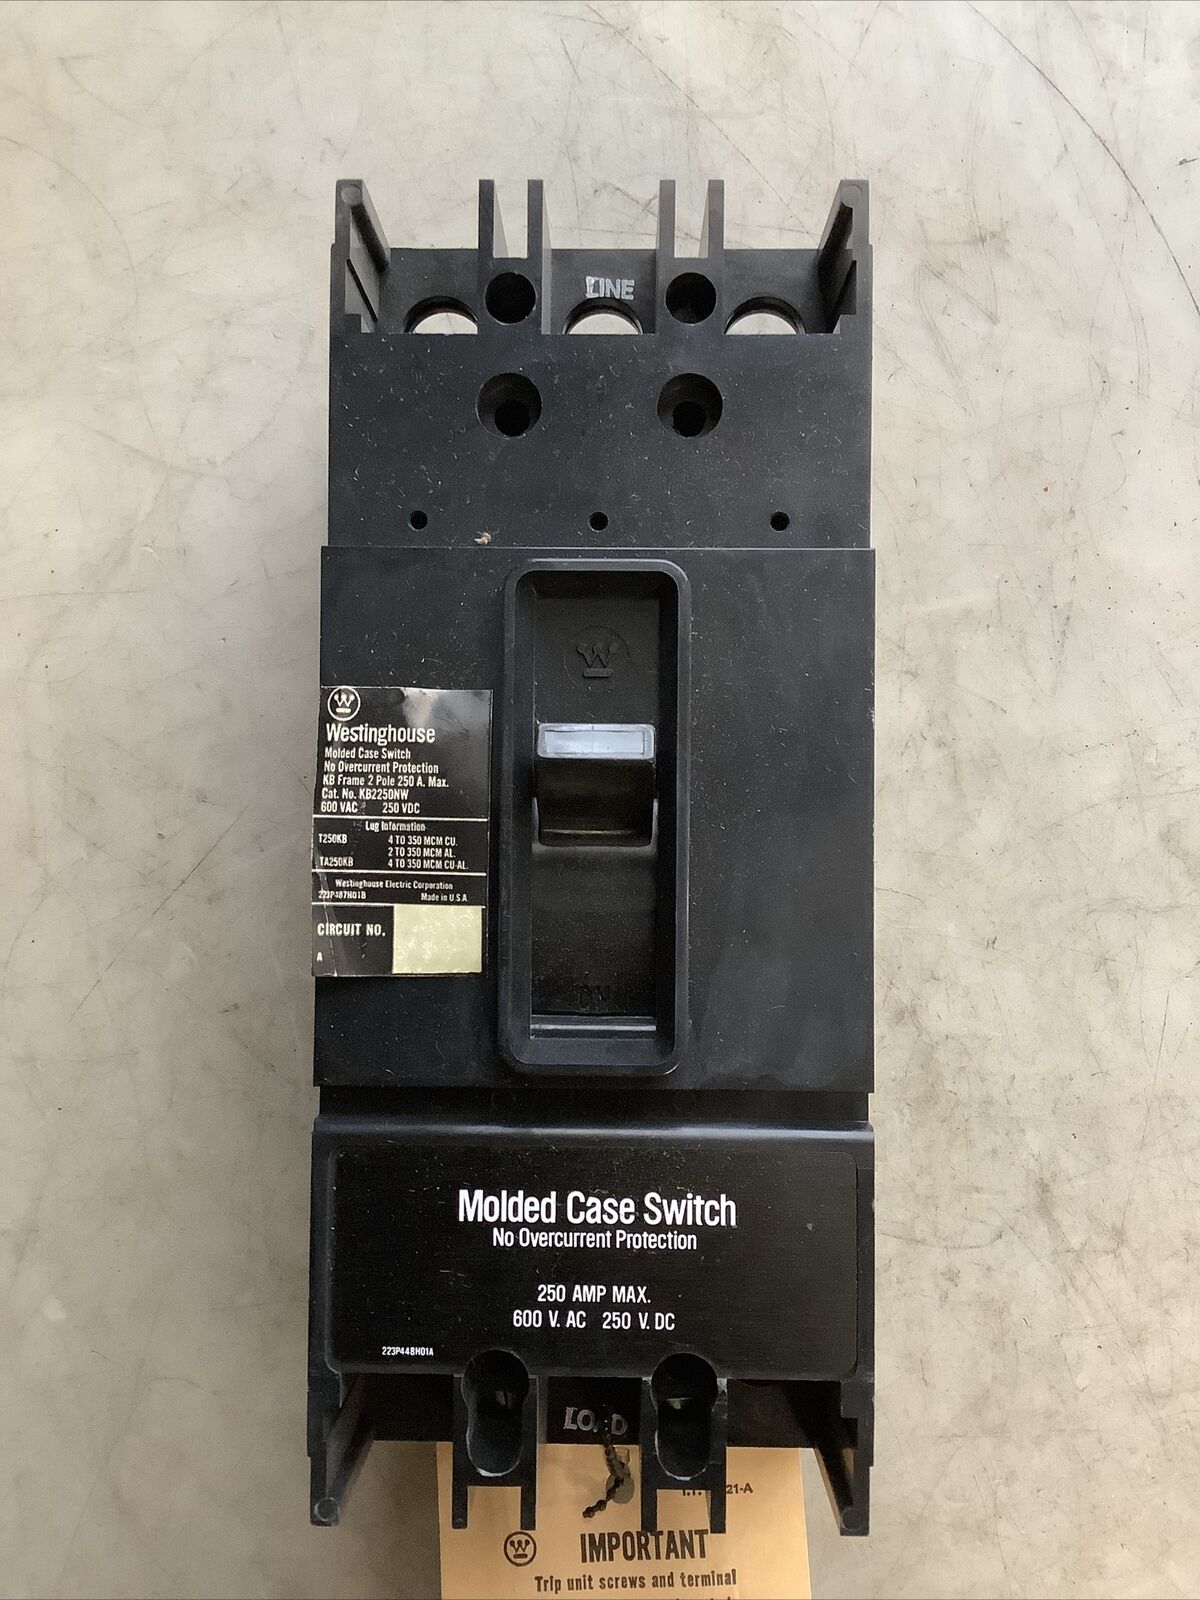 LINE
W
W
Westinghouse
Molded Case Switch
No Overcurrent Protection
KB Frame 2 Pole 250 A. Max.
Cat. No. KB2250NW
600 VAC 250 VDC
Lug Information
T250KB 4 TO 350 MCM CU.
2 TO 350 MCM AL.
TA250KB 4 TO 350 MCM CU-AL.
Westinghouse Electric Corporation
223P487H01B Made in U.S.A
CIRCUIT NO.
A
Molded Case Switch
No Overcurrent Protection
250 AMP MAX.
600 V. AC 250 V. DC
223P448H01A
LOAD
21-A
W IMPORTANT
Trip unit screws and terminal